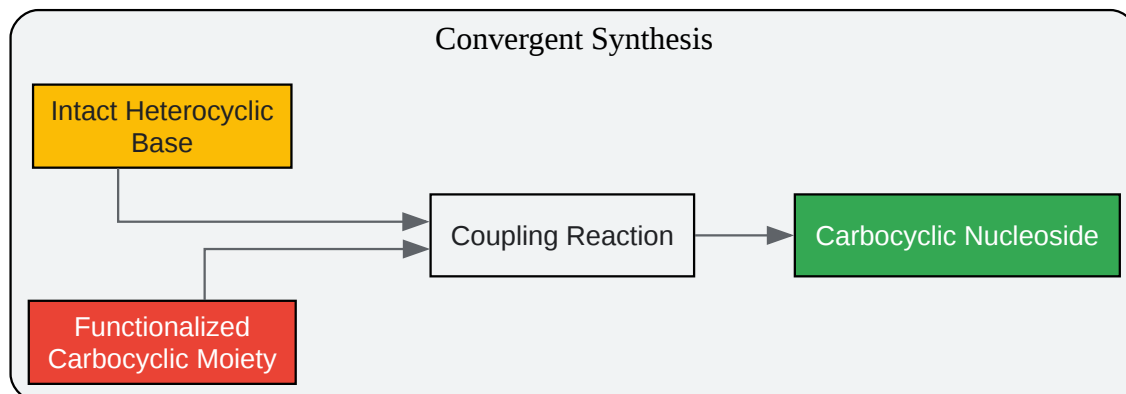 Convergent Synthesis
Intact Heterocyclic
Base
Coupling Reaction
Carbocyclic Nucleoside
Functionalized
Carbocyclic Moiety